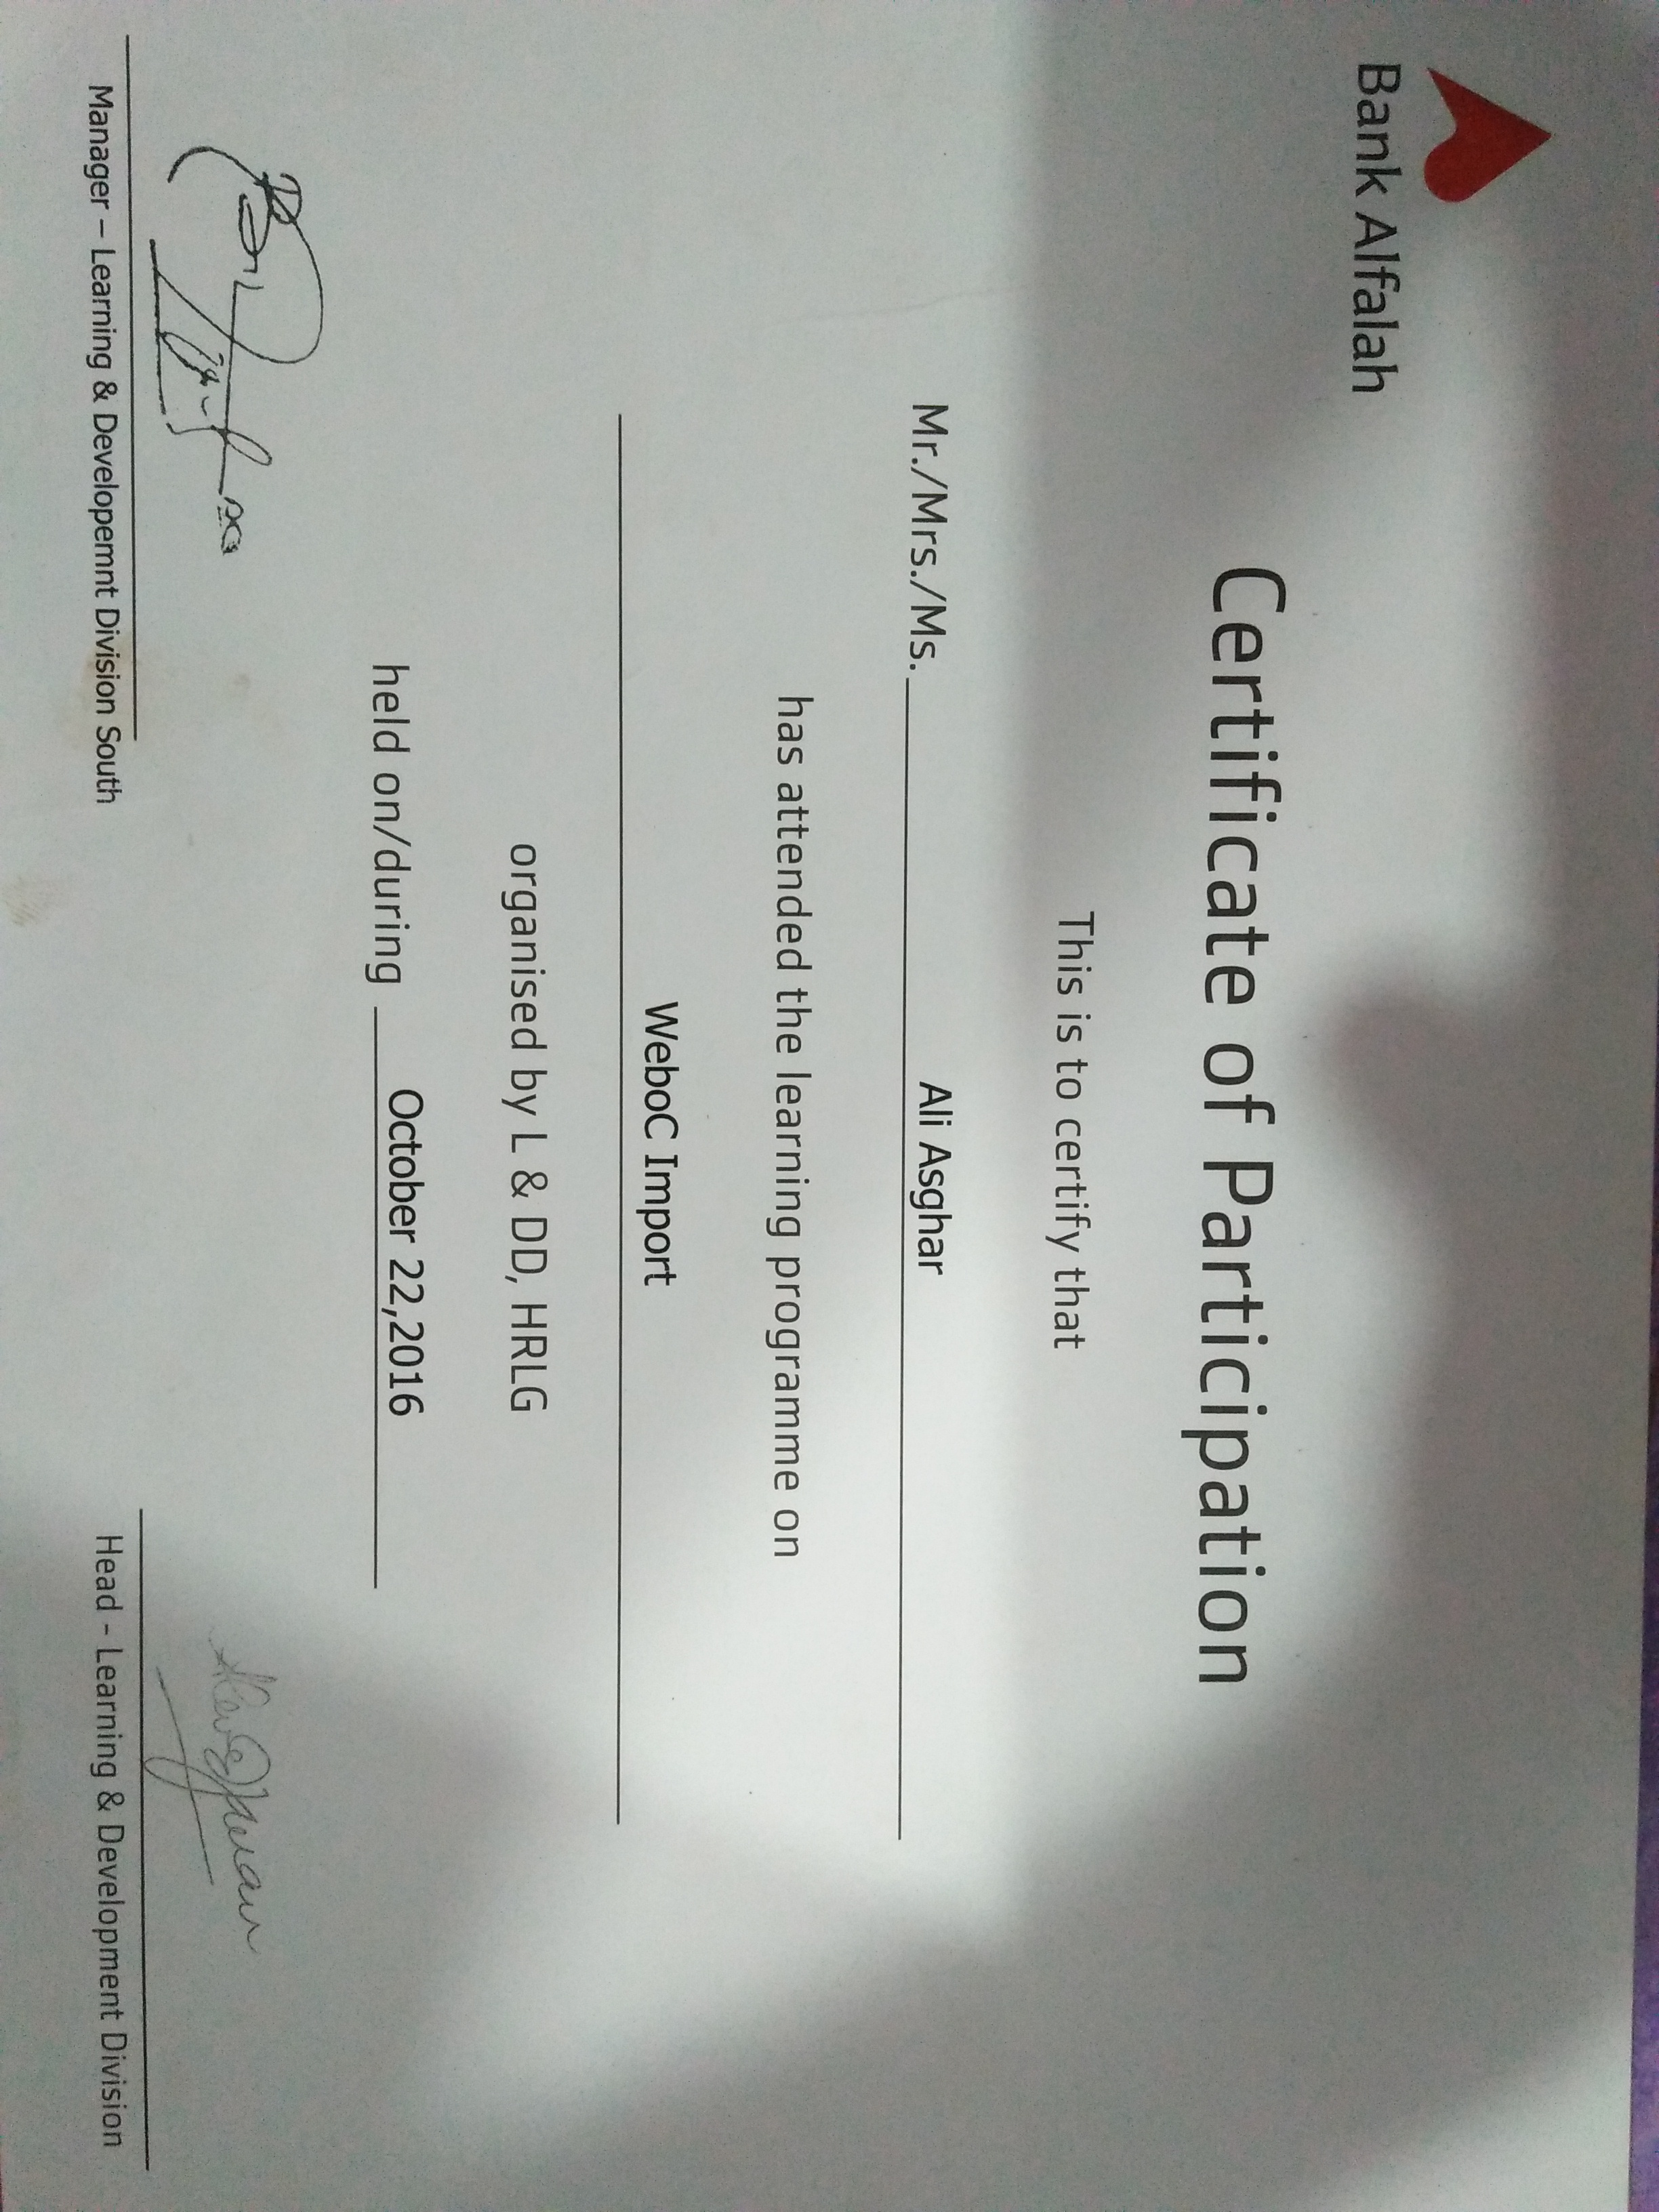 Bank Alfalah
Certificate of Participation
This is to certify that
Mr./Mrs./Ms. Ali Asghar
has attended the learning programme on
WeboC Import
organised by L & DD, HRLG
held on/during October 22,2016
Manager – Learning & Developemnt Division South
Head - Learning & Development Division